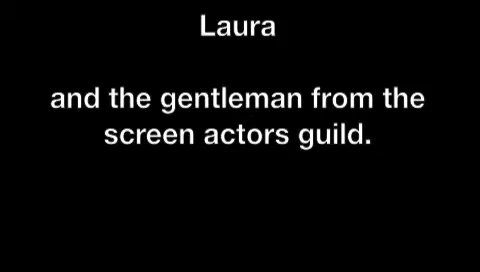 Laura
and the gentleman from the
screen actors guild.